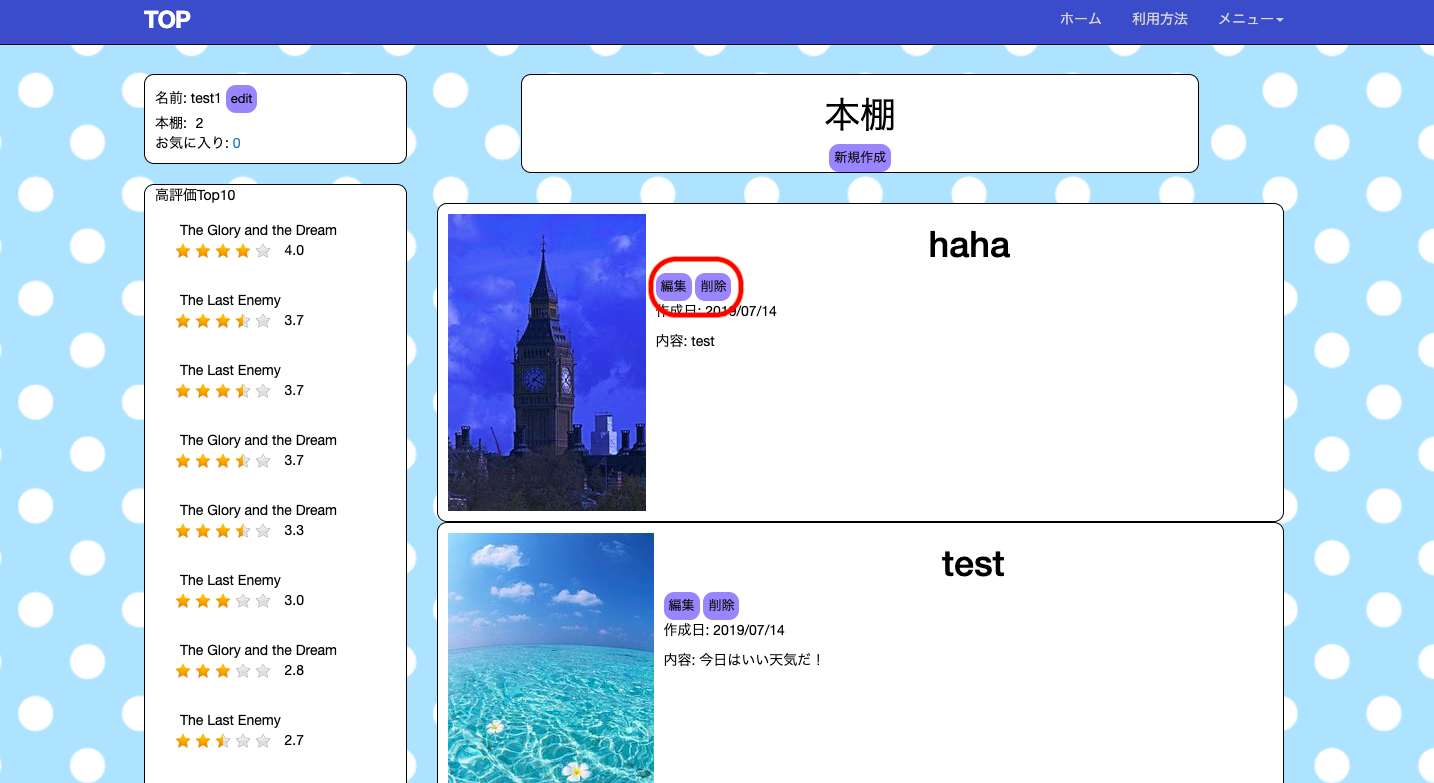 TOP
ホーム 利用方法 メニュー
名前: test1 edit
本棚: 2
お気に入り: 0
高評価Top10
The Glory and the Dream
4.0
The Last Enemy
3.7
The Last Enemy
3.7
The Glory and the Dream
3.7
The Glory and the Dream
3.3
The Last Enemy
3.0
The Glory and the Dream
2.8
The Last Enemy
2.7
本棚
新規作成
haha
編集 削除
作成日: 2019/07/14
内容: test
test
編集 削除
作成日: 2019/07/14
内容: 今日はいい天気だ！